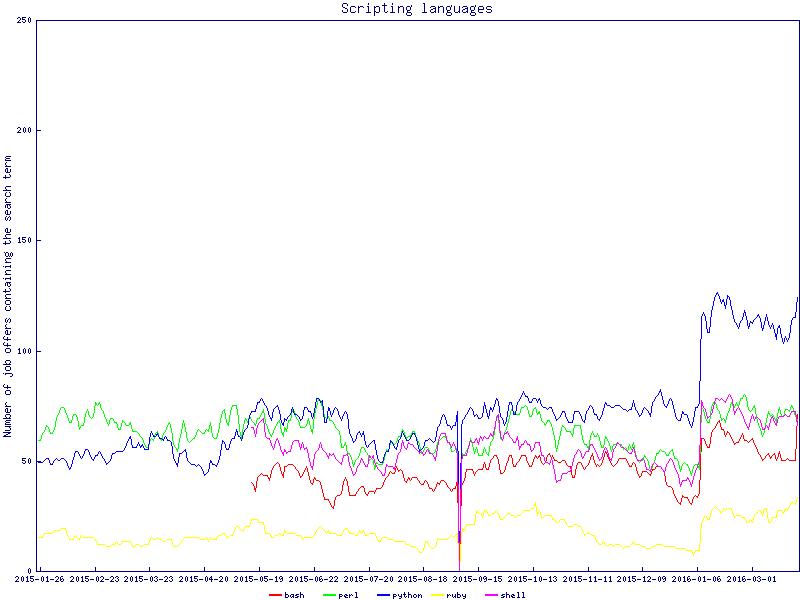 Scripting languages
Number of job offers containing the search term
250
200
150
100
50
0
2015-01-26 2015-02-23 2015-03-23 2015-04-20 2015-05-19 2015-06-22 2015-07-20 2015-08-18 2015-09-15 2015-10-13 2015-11-11 2015-12-09 2016-01-06 2016-03-01
bash perl python ruby shell